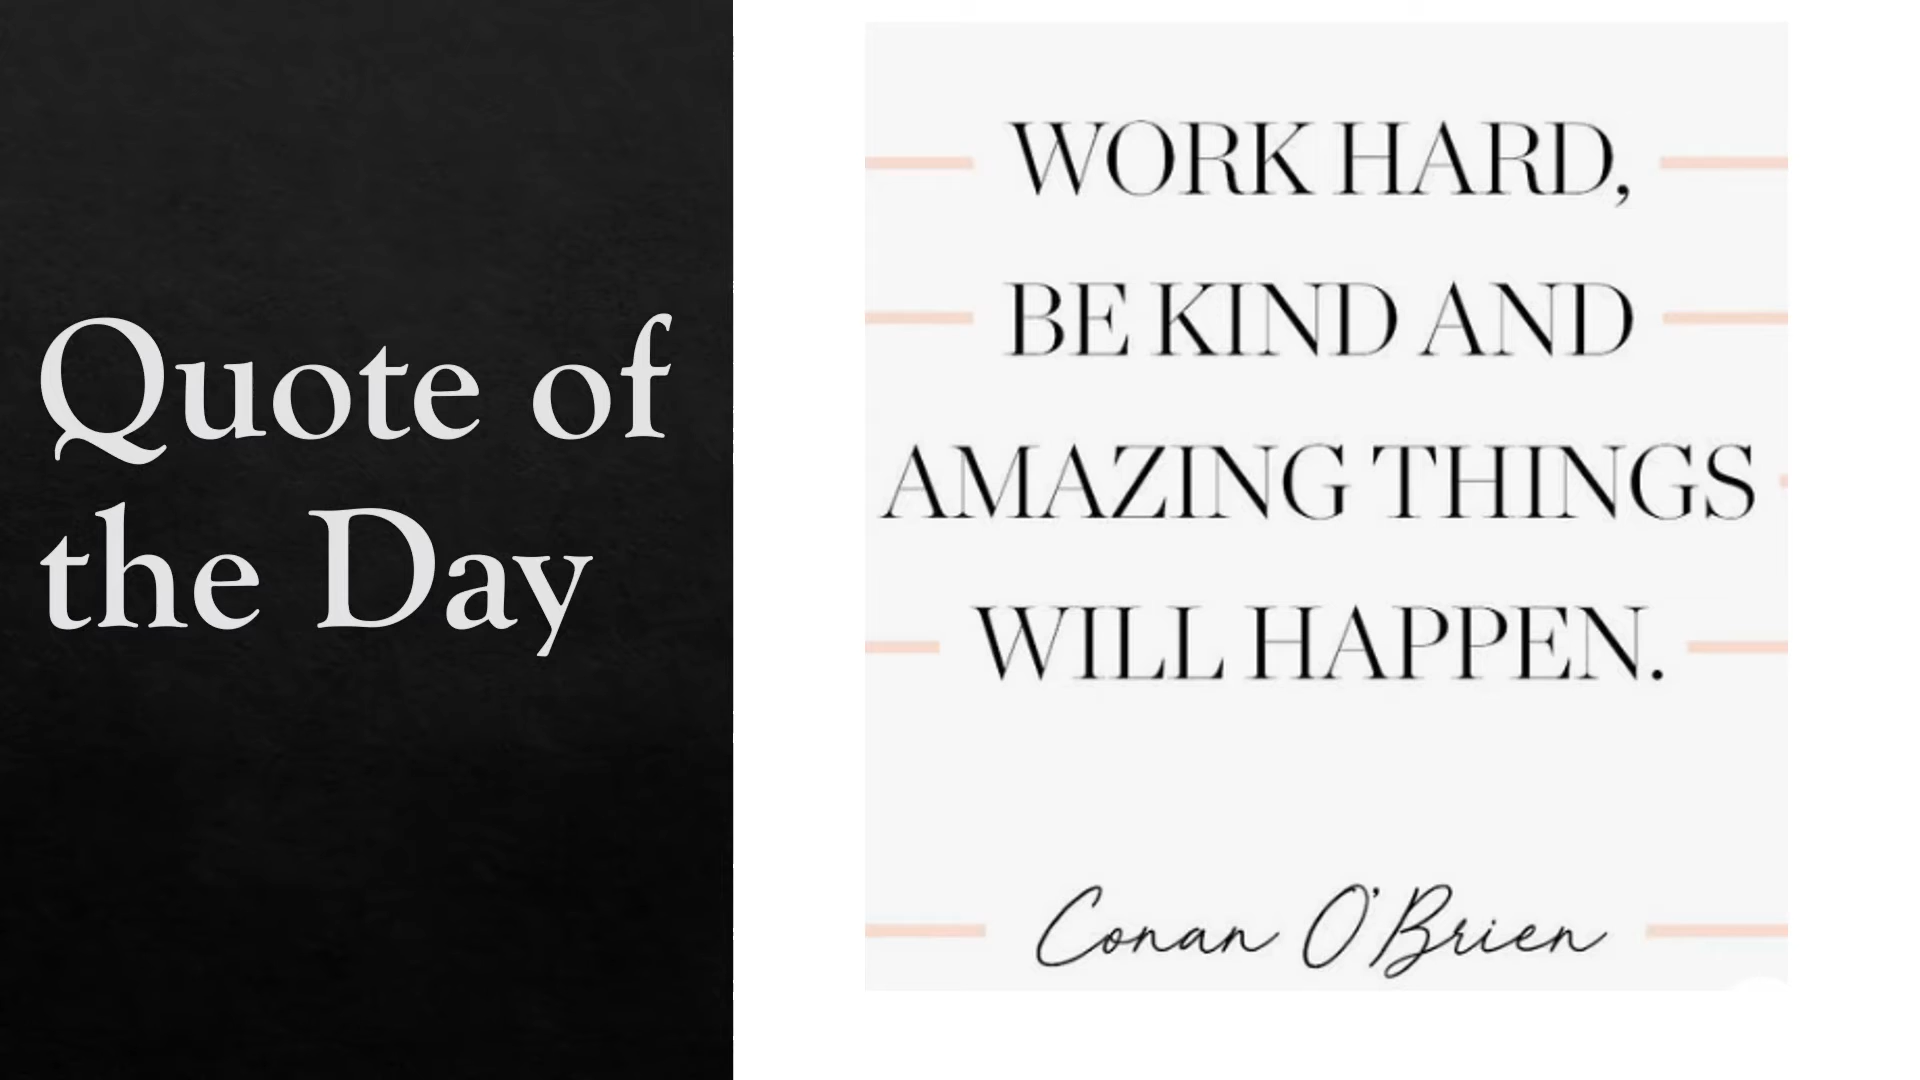 Quote of
the Day
WORK HARD,
BE KIND AND
AMAZING THINGS
WILL HAPPEN.
Conan O'Brien